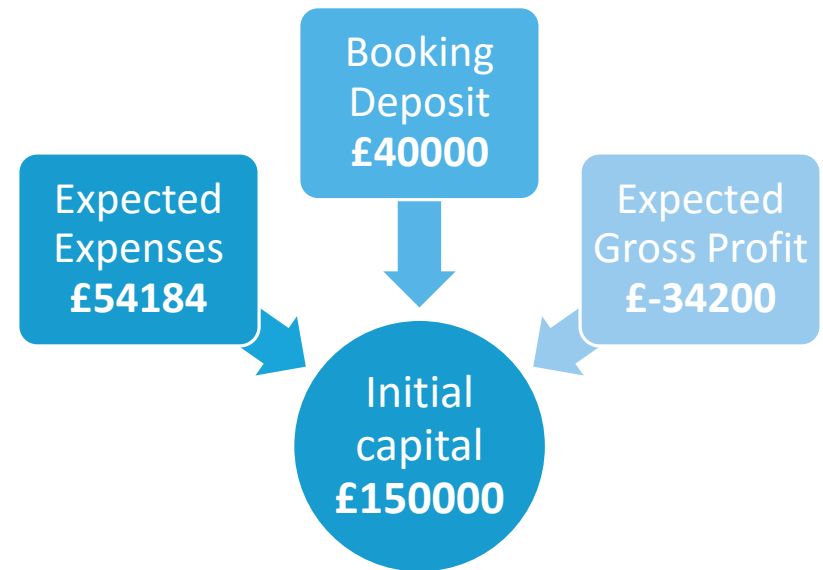 Booking
Deposit
£40000
Expected
Expenses
£54184
Expected
Gross Profit
£-34200
Initial
capital
£150000